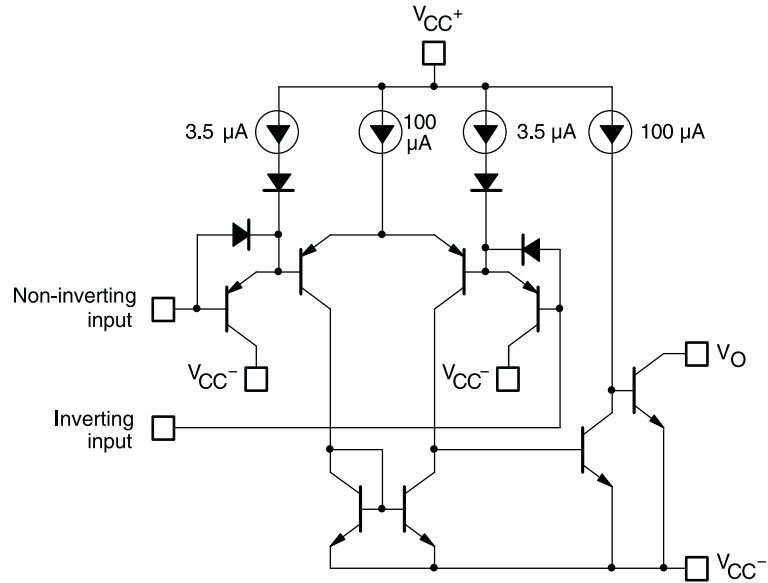 VCC+
3.5 µA
100
µA
3.5 µA
100 µA
Non-inverting
input
VCC−
VCC−
VO
Inverting
input
VCC−